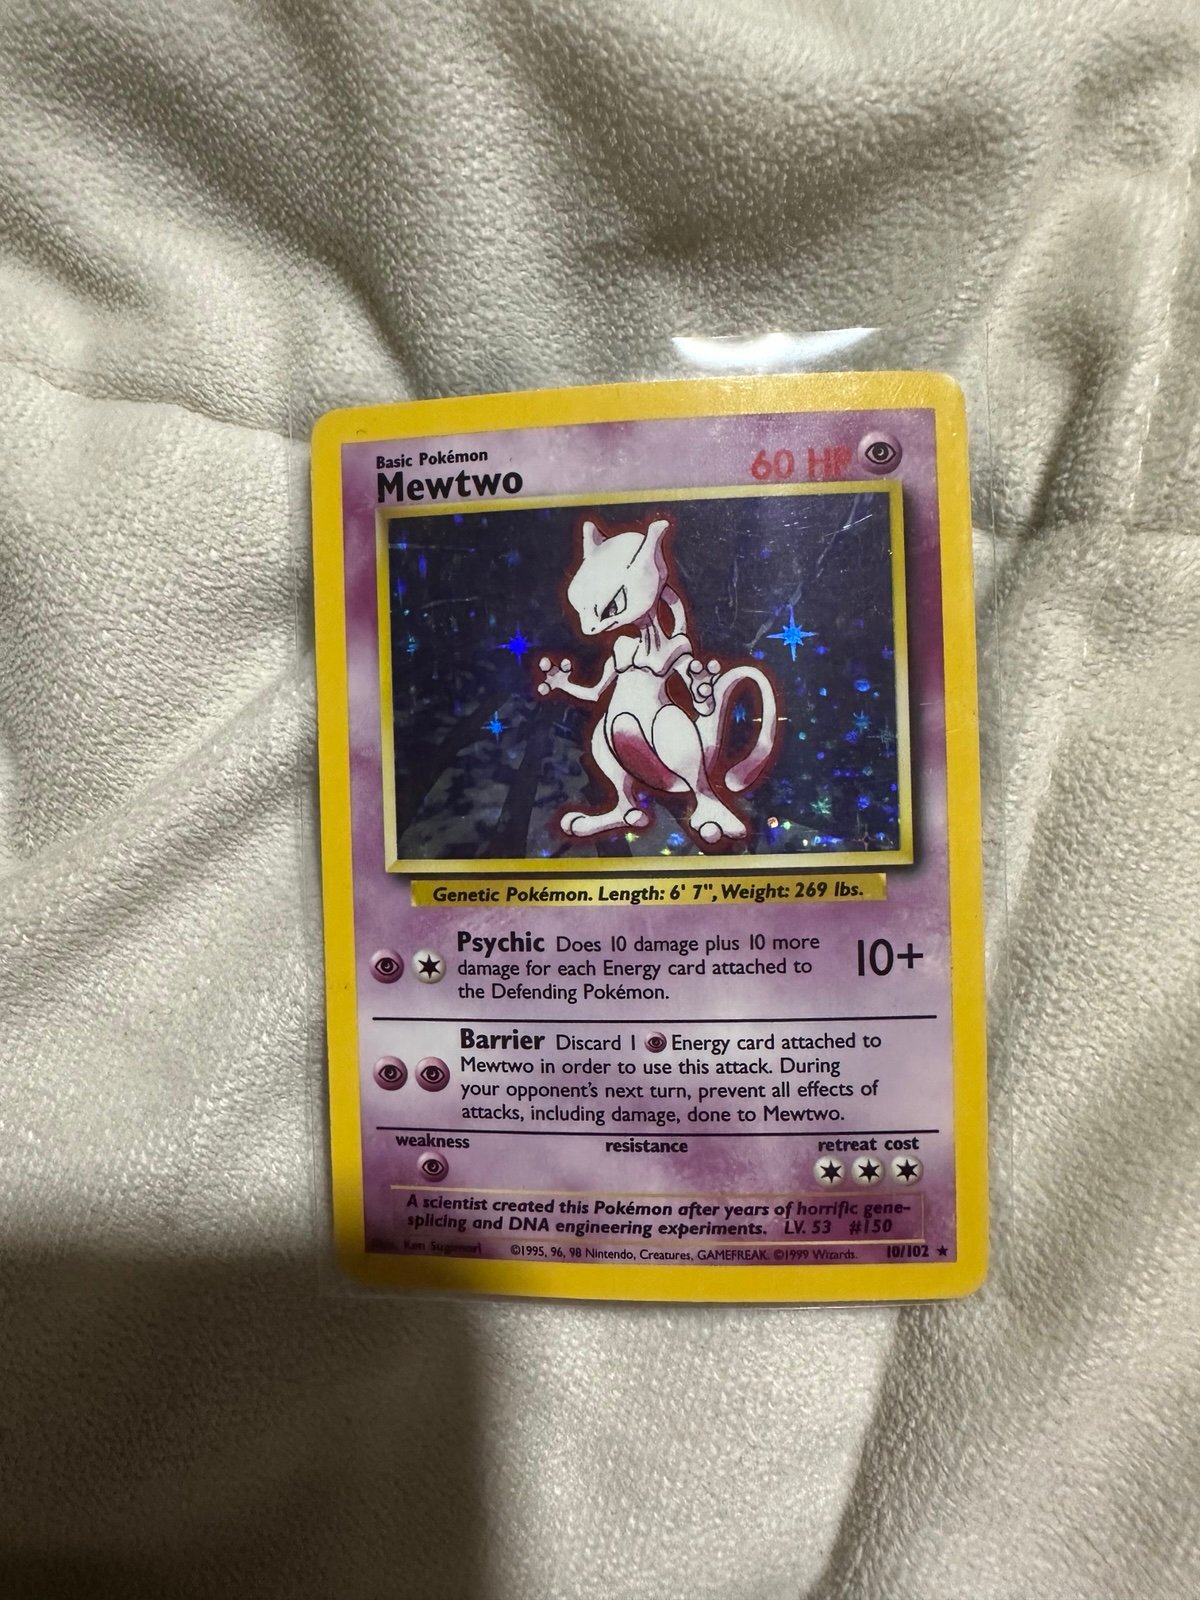 Basic Pokémon
Mewtwo
60 HP
Genetic Pokémon. Length: 6' 7", Weight: 269 lbs.
Psychic Does 10 damage plus 10 more
damage for each Energy card attached to
the Defending Pokémon.
10+
Barrier Discard 1 Energy card attached to
Mewtwo in order to use this attack. During
your opponent's next turn, prevent all effects of
attacks, including damage, done to Mewtwo.
weakness resistance retreat cost
A scientist created this Pokémon after years of horrific gene-
splicing and DNA engineering experiments. LV. 53 #150
Ken Sugimori ©1995, 96, 98 Nintendo, Creatures, GAMEFREAK. ©1999 Wizards. 10/102